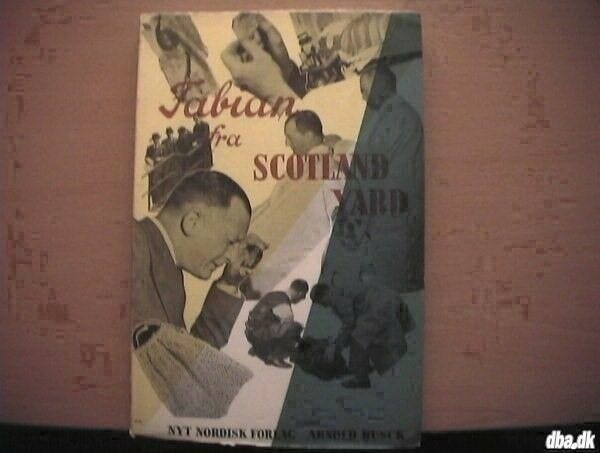 Fabian
fra
SCOTLAND
YARD
NYT NORDISK FORLAG ARNOLD BUSCK
dba.dk